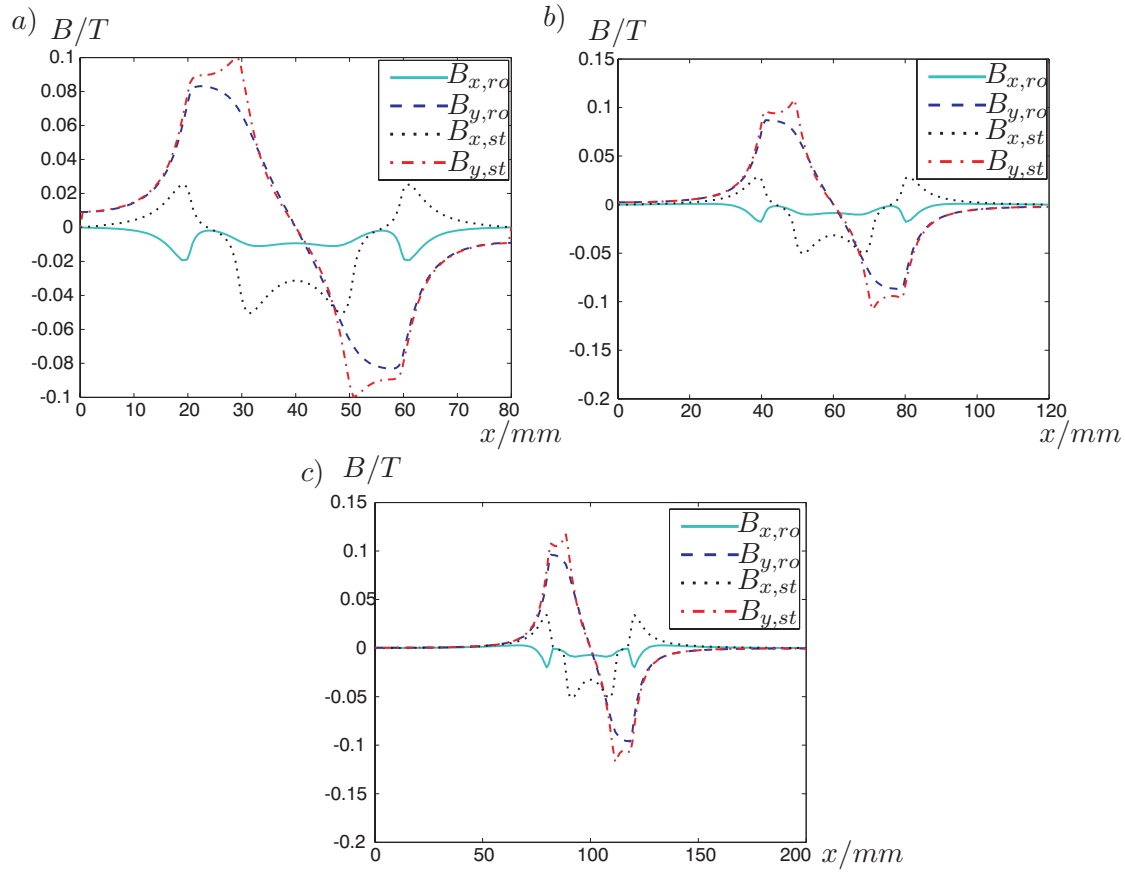 a)
B/T
0.1
0.08
0.06
0.04
0.02
0
-0.02
-0.04
-0.06
-0.08
-0.1
0 10 20 30 40 50 60 70 80
x/mm
B_{x,ro}
B_{y,ro}
B_{x,st}
B_{y,st}
b)
B/T
0.15
0.1
0.05
0
-0.05
-0.1
-0.15
-0.2
0 20 40 60 80 100 120
x/mm
B_{x,ro}
B_{y,ro}
B_{x,st}
B_{y,st}
c)
B/T
0.15
0.1
0.05
0
-0.05
-0.1
-0.15
-0.2
0 50 100 150 200
x/mm
B_{x,ro}
B_{y,ro}
B_{x,st}
B_{y,st}